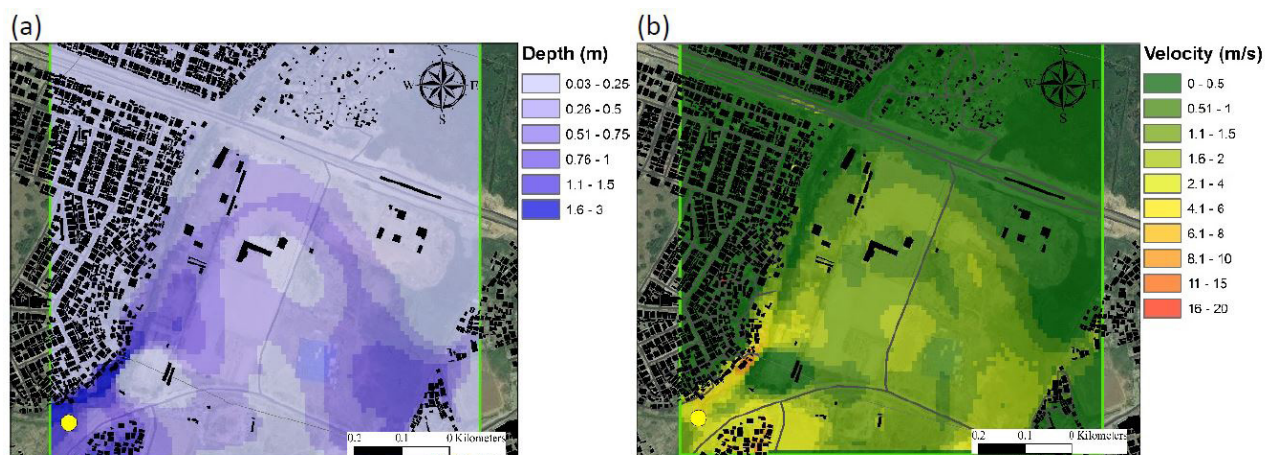 (a)
N
W E
S
Depth (m)
0.03 - 0.25
0.26 - 0.5
0.51 - 0.75
0.76 - 1
1.1 - 1.5
1.6 - 3
0.2 0.1 0 Kilometers
(b)
N
W E
S
Velocity (m/s)
0 - 0.5
0.51 - 1
1.1 - 1.5
1.6 - 2
2.1 - 4
4.1 - 6
6.1 - 8
8.1 - 10
11 - 15
16 - 20
0.2 0.1 0 Kilometers